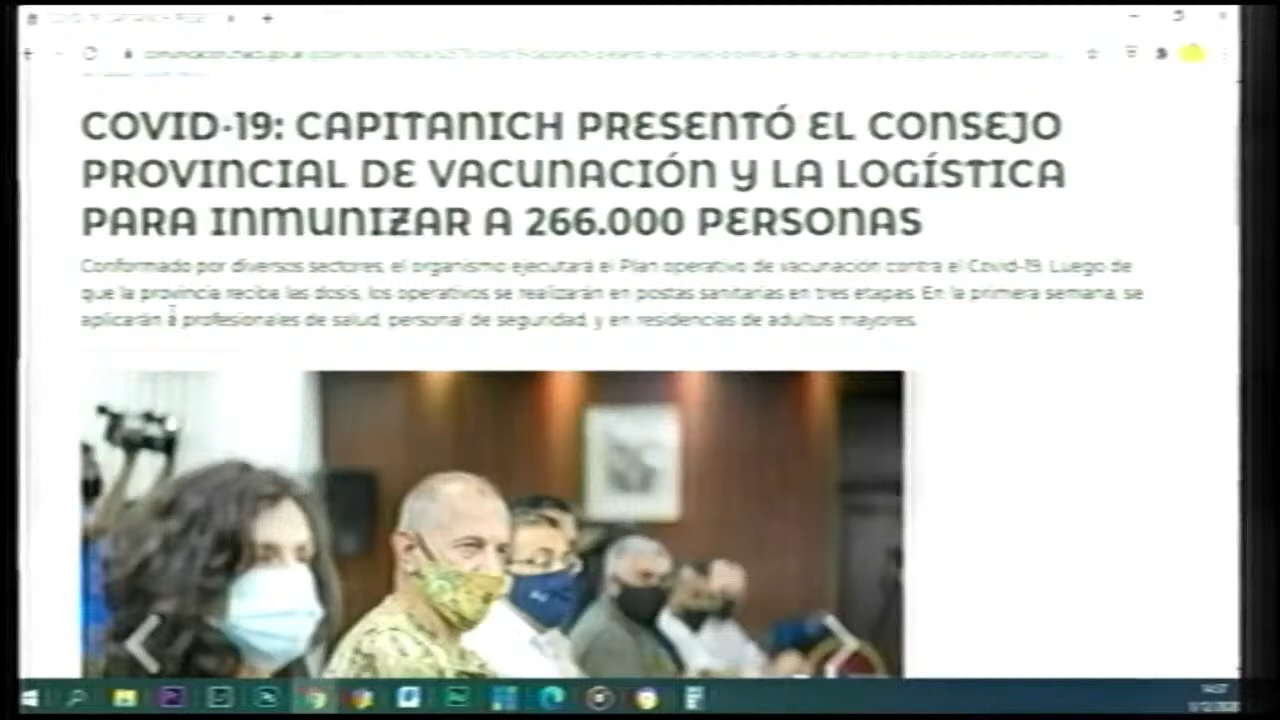 COVID-19: CAPITANICH PRESENTÓ EL CONSEJO
PROVINCIAL DE VACUNACIÓN Y LA LOGÍSTICA
PARA INMUNIZAR A 266.000 PERSONAS
Conformado por diversos sectores, el organismo ejecutará el Plan operativo de vacunación contra el Covid-19. Luego de
que la provincia reciba las dosis, los operativos se realizarán en postas sanitarias en tres etapas. En la primera semana, se
aplicarán a profesionales de salud, personal de seguridad, y en residencias de adultos mayores.